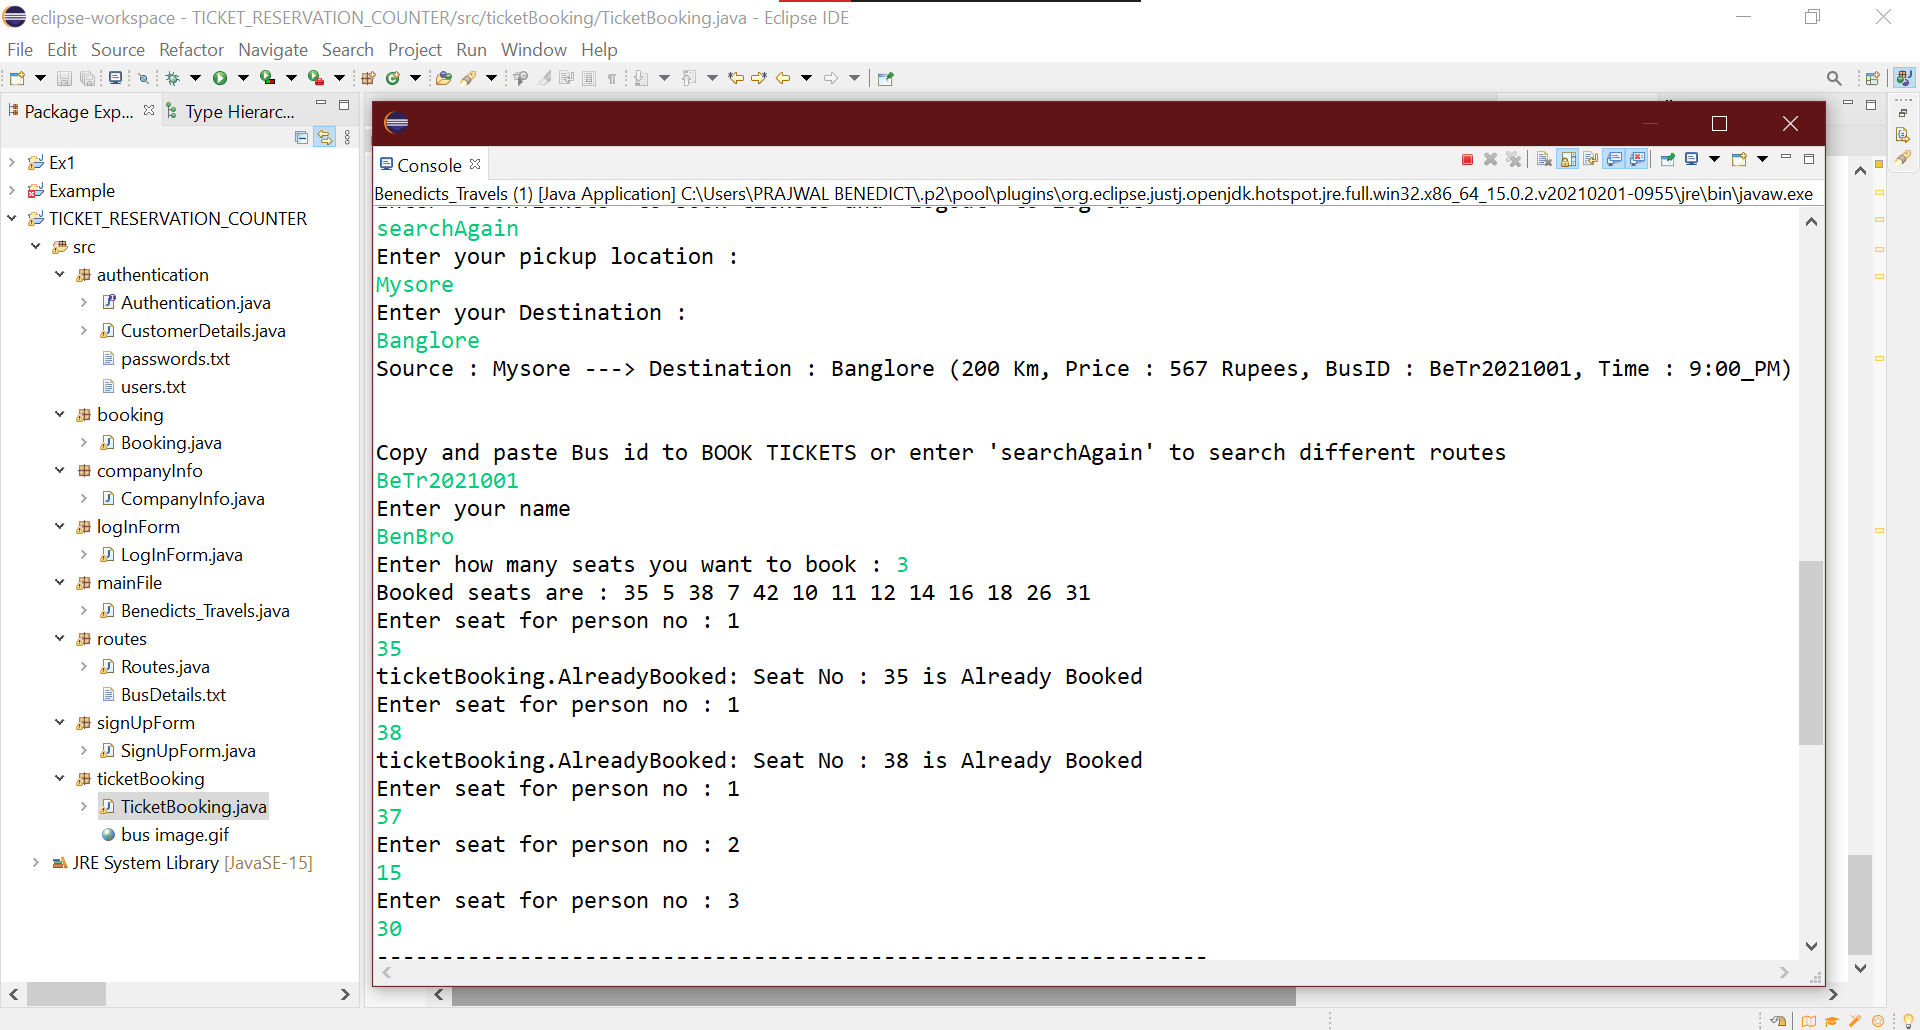 eclipse-workspace - TICKET_RESERVATION_COUNTER/src/ticketBooking/TicketBooking.java - Eclipse IDE
File Edit Source Refactor Navigate Search Project Run Window Help
Package Exp...
Type Hierarc...
Ex1
Example
TICKET_RESERVATION_COUNTER
src
authentication
Authentication.java
CustomerDetails.java
passwords.txt
users.txt
booking
Booking.java
companyInfo
CompanyInfo.java
logInForm
LogInForm.java
mainFile
Benedicts_Travels.java
routes
Routes.java
BusDetails.txt
signUpForm
SignUpForm.java
ticketBooking
TicketBooking.java
bus image.gif
JRE System Library [JavaSE-15]
Console
Benedicts_Travels (1) [Java Application] C:\Users\PRAJWAL BENEDICT\.p2\pool\plugins\org.eclipse.justj.openjdk.hotspot.jre.full.win32.x86_64_15.0.2.v20210201-0955\jre\bin\javaw.exe
searchAgain
Enter your pickup location :
Mysore
Enter your Destination :
Banglore
Source : Mysore ---> Destination : Banglore (200 Km, Price : 567 Rupees, BusID : BeTr2021001, Time : 9:00_PM)
Copy and paste Bus id to BOOK TICKETS or enter 'searchAgain' to search different routes
BeTr2021001
Enter your name
BenBro
Enter how many seats you want to book : 3
Booked seats are : 35 5 38 7 42 10 11 12 14 16 18 26 31
Enter seat for person no : 1
35
ticketBooking.AlreadyBooked: Seat No : 35 is Already Booked
Enter seat for person no : 1
38
ticketBooking.AlreadyBooked: Seat No : 38 is Already Booked
Enter seat for person no : 1
37
Enter seat for person no : 2
15
Enter seat for person no : 3
30
----------------------------------------------------------------